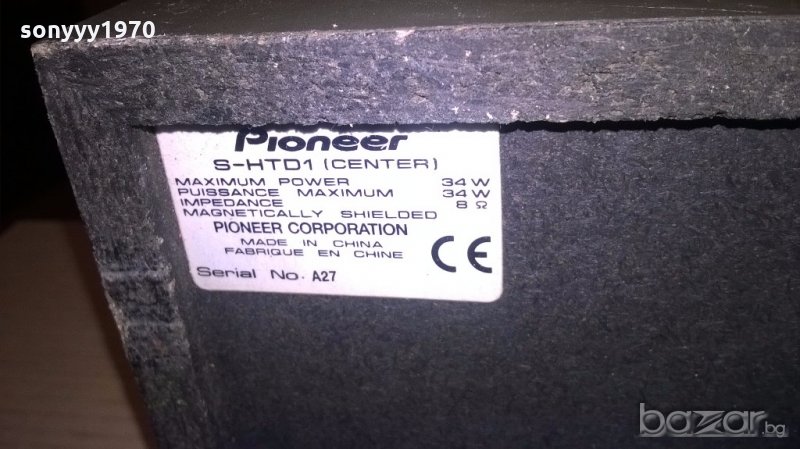 sonyyy1970
Pioneer
S-HTD1 (CENTER)
MAXIMUM POWER 34 W
PUISSANCE MAXIMUM 34 W
IMPEDANCE 8 Ω
MAGNETICALLY SHIELDED
PIONEER CORPORATION
MADE IN CHINA
FABRIQUE EN CHINE
CE
Serial No. A27
bazar.bg